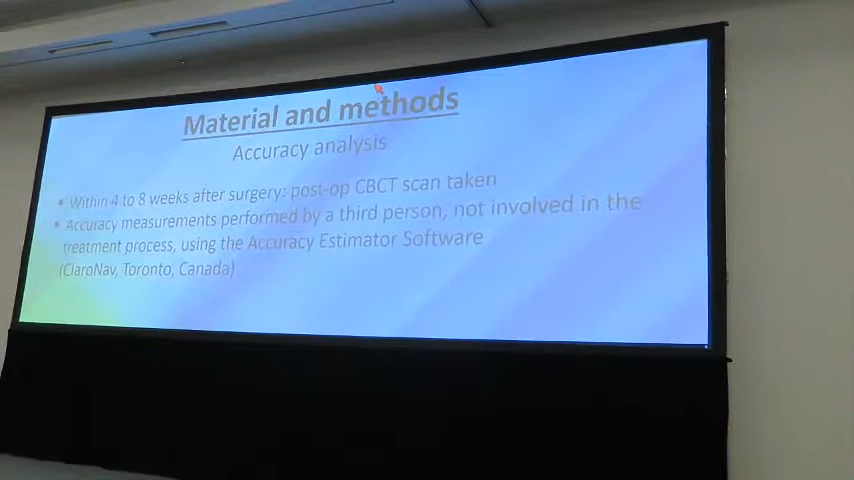 Material and methods
Accuracy analysis
▪ Within 4 to 8 weeks after surgery: post-op CBCT scan taken
▪ Accuracy measurements performed by a third person, not involved in the
treatment process, using the Accuracy Estimator Software
(ClaroNav, Toronto, Canada)